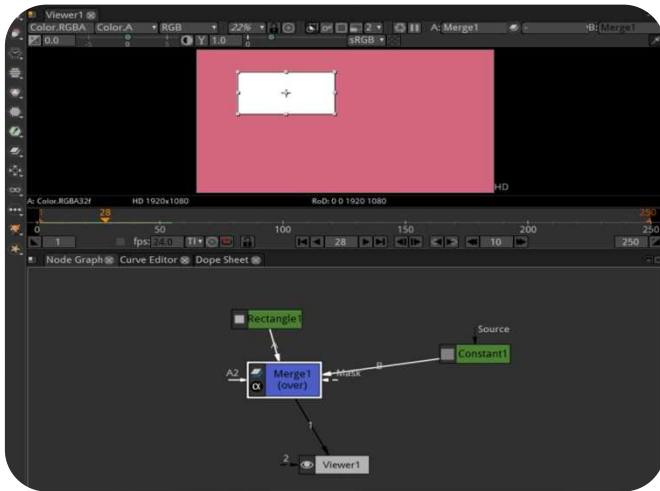 Viewer1
Color.RGBA Color.A RGB 22% 2 A: Merge1 - B: Merge1
0.0 Y 1.0 sRGB
HD
A: Color.RGBA32f HD 1920x1080 RoD: 0 0 1920 1080
1 28 250
0 50 100 150 200 250
1 fps: 24.0 TI 28 10 250
Node Graph Curve Editor Dope Sheet
Rectangle1
Source
A
Constant1
B
A2 Merge1 Mask
α (over)
1
2 Viewer1